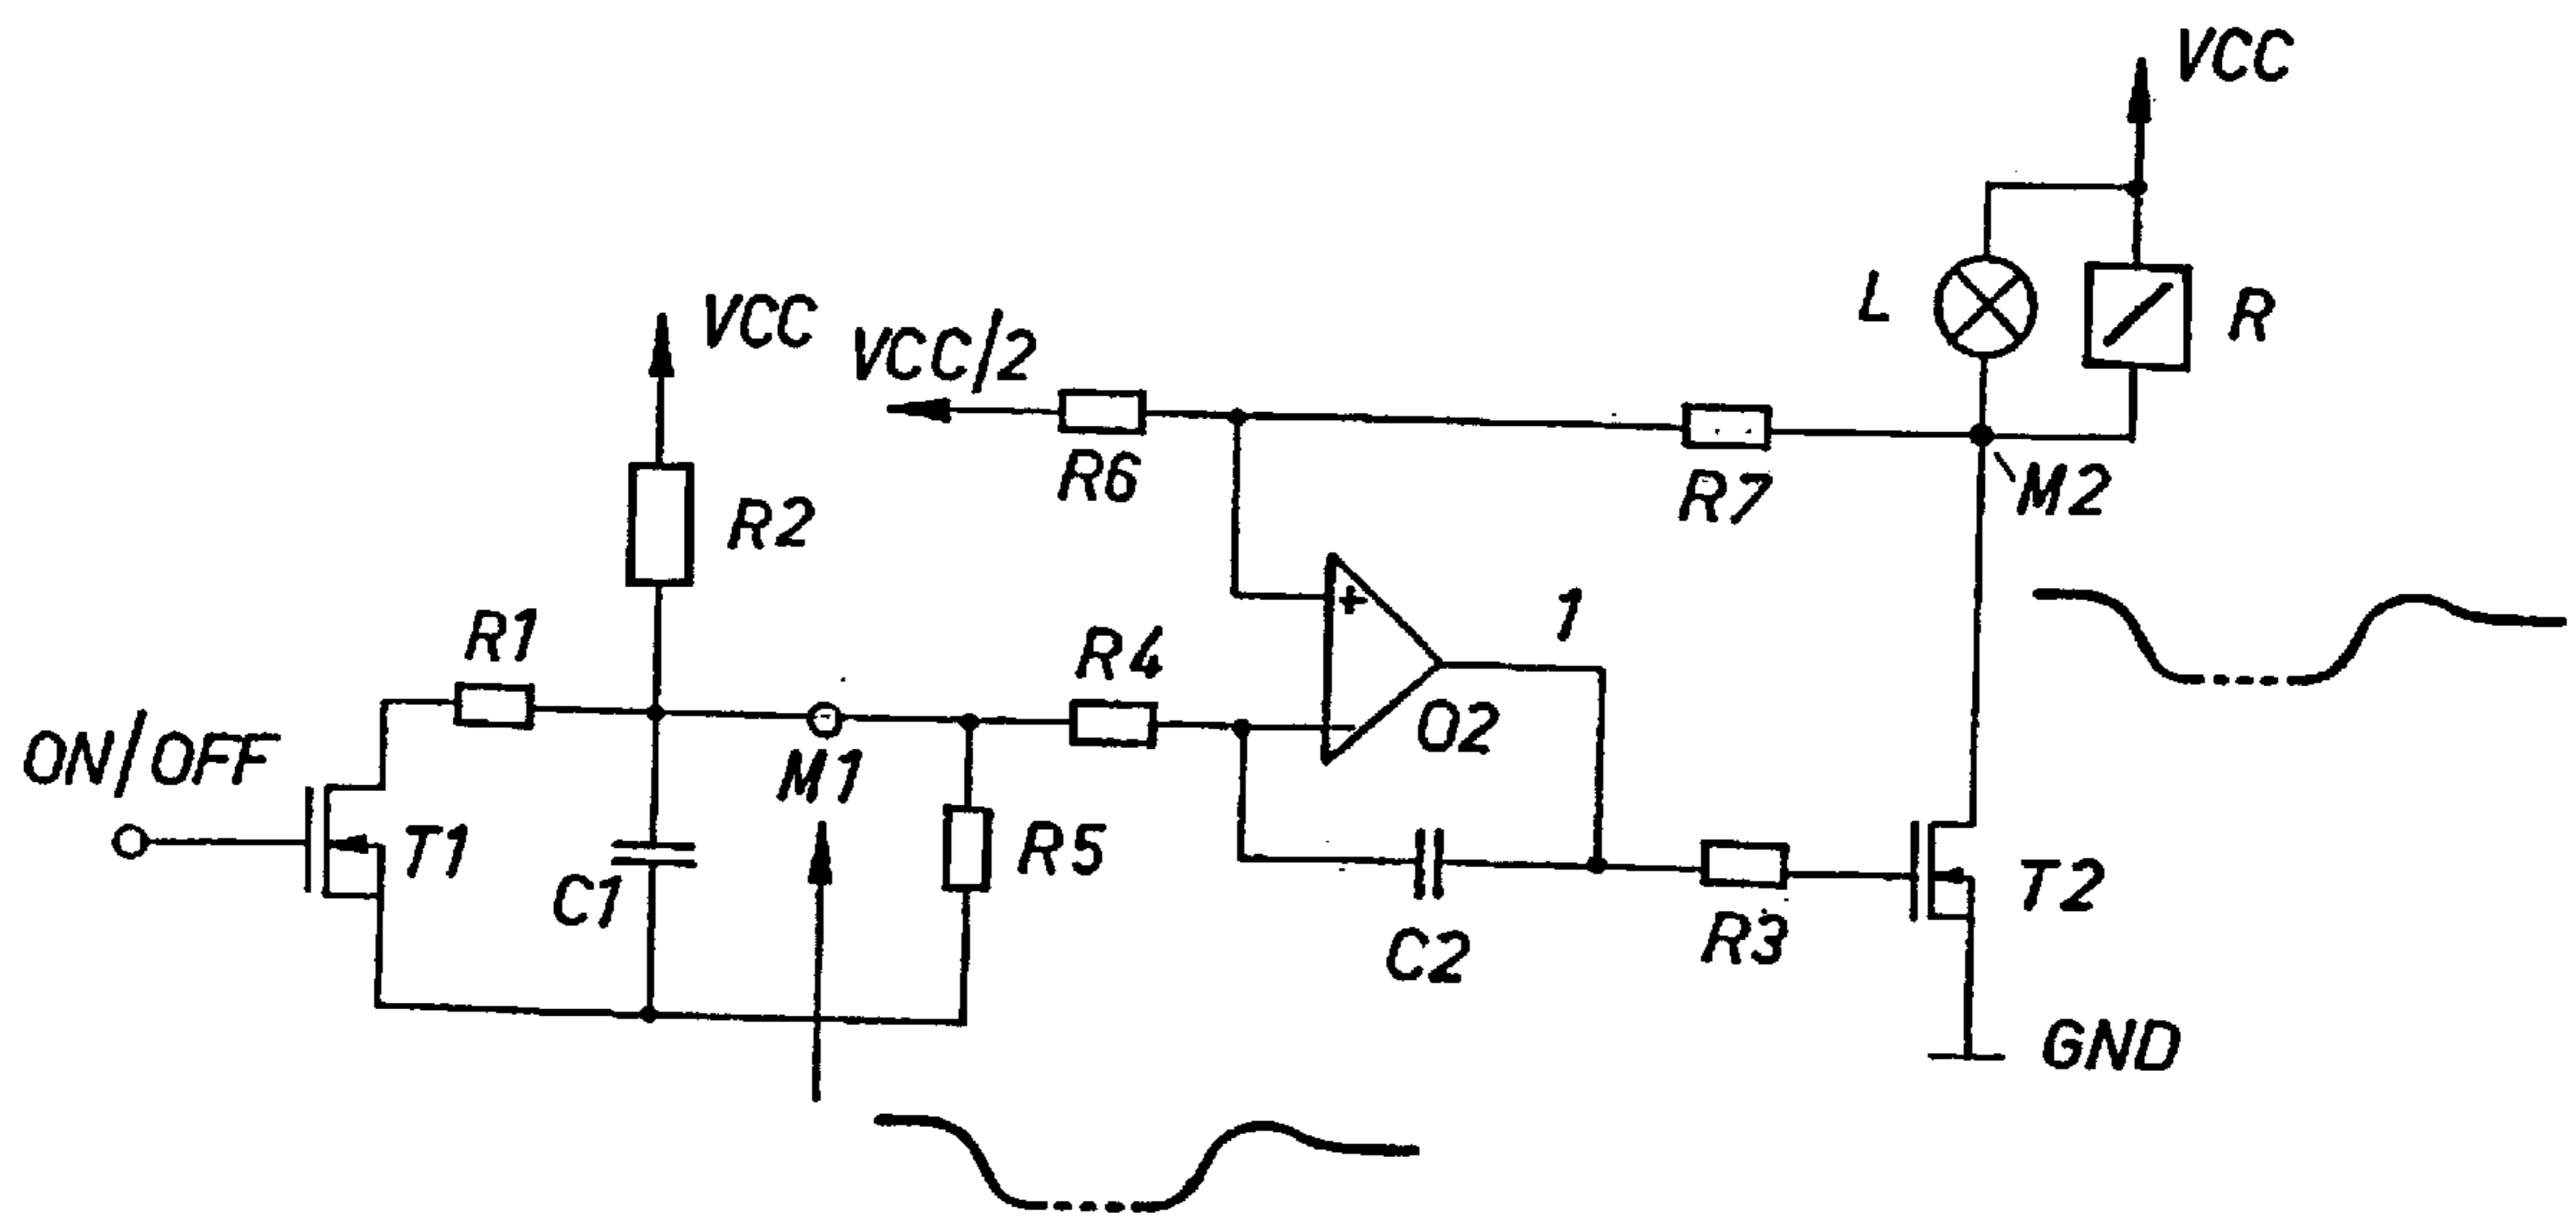 VCC
VCC
VCC/2
L
R
R6
R7
M2
R2
+
1
R1
R4
O2
ON/OFF
M1
T1
R5
C1
-
T2
C2
R3
GND